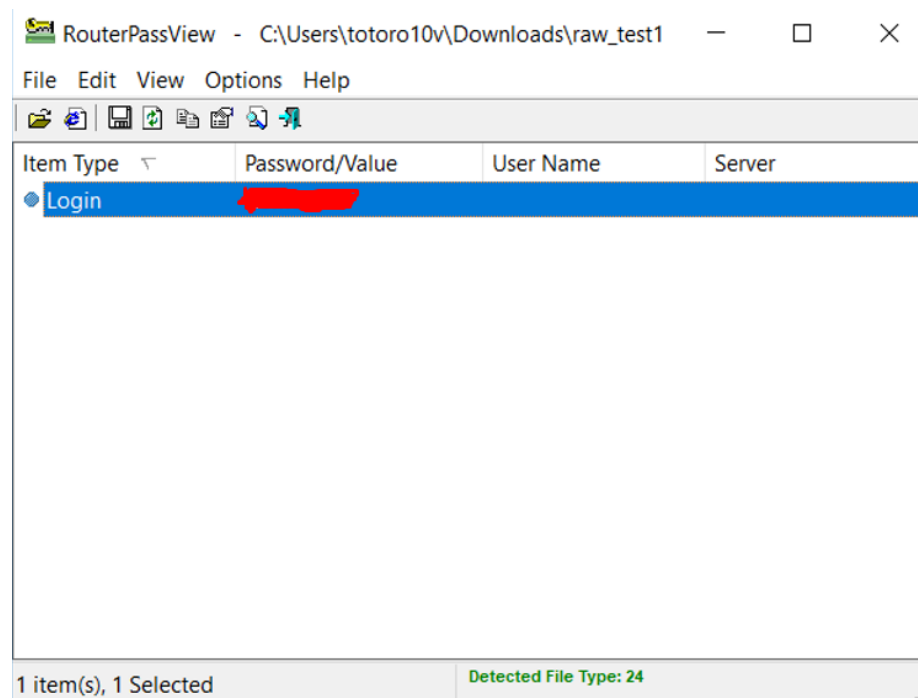 RouterPassView - C:\Users\totoro10v\Downloads\raw_test1
File Edit View Options Help
Item Type Password/Value User Name Server
Login
1 item(s), 1 Selected Detected File Type: 24